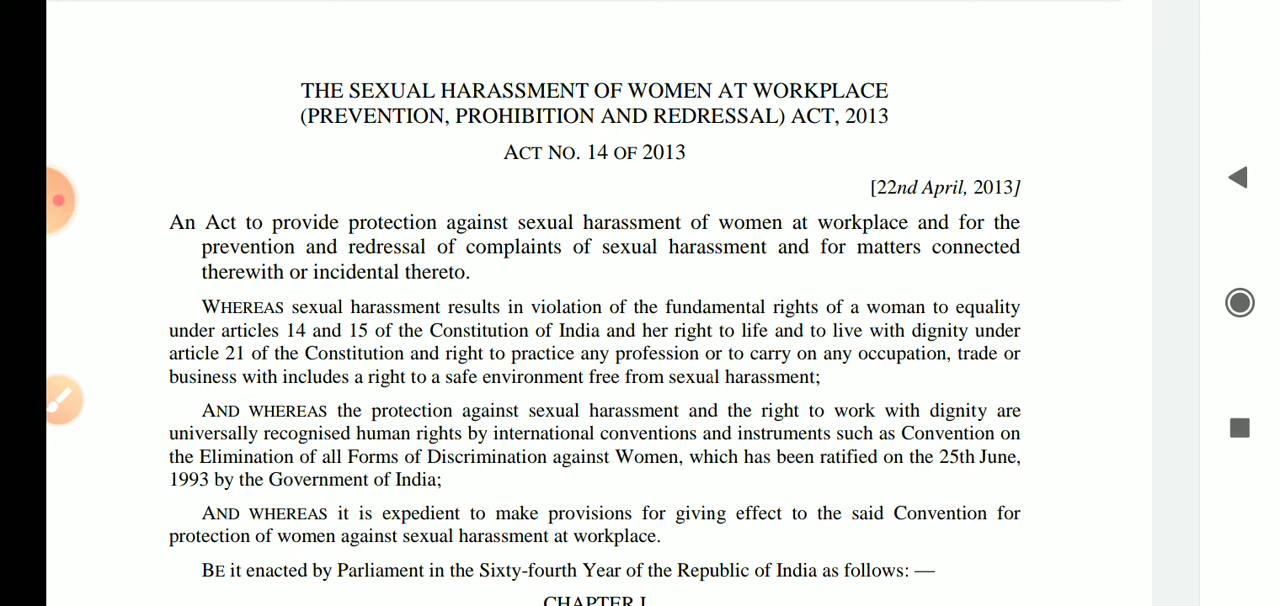 THE SEXUAL HARASSMENT OF WOMEN AT WORKPLACE
(PREVENTION, PROHIBITION AND REDRESSAL) ACT, 2013
ACT NO. 14 OF 2013
[22nd April, 2013]
An Act to provide protection against sexual harassment of women at workplace and for the
prevention and redressal of complaints of sexual harassment and for matters connected
therewith or incidental thereto.
WHEREAS sexual harassment results in violation of the fundamental rights of a woman to equality
under articles 14 and 15 of the Constitution of India and her right to life and to live with dignity under
article 21 of the Constitution and right to practice any profession or to carry on any occupation, trade or
business with includes a right to a safe environment free from sexual harassment;
AND WHEREAS the protection against sexual harassment and the right to work with dignity are
universally recognised human rights by international conventions and instruments such as Convention on
the Elimination of all Forms of Discrimination against Women, which has been ratified on the 25th June,
1993 by the Government of India;
AND WHEREAS it is expedient to make provisions for giving effect to the said Convention for
protection of women against sexual harassment at workplace.
BE it enacted by Parliament in the Sixty-fourth Year of the Republic of India as follows: —
CHAPTER I